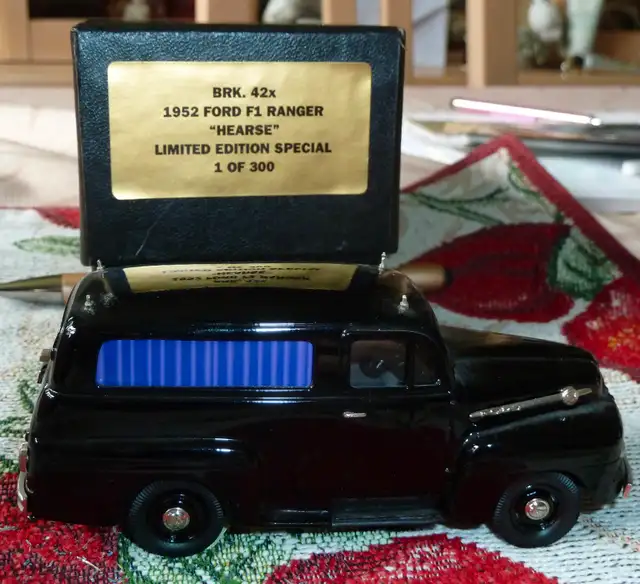 BRK. 42x
1952 FORD F1 RANGER
"HEARSE"
LIMITED EDITION SPECIAL
1 OF 300